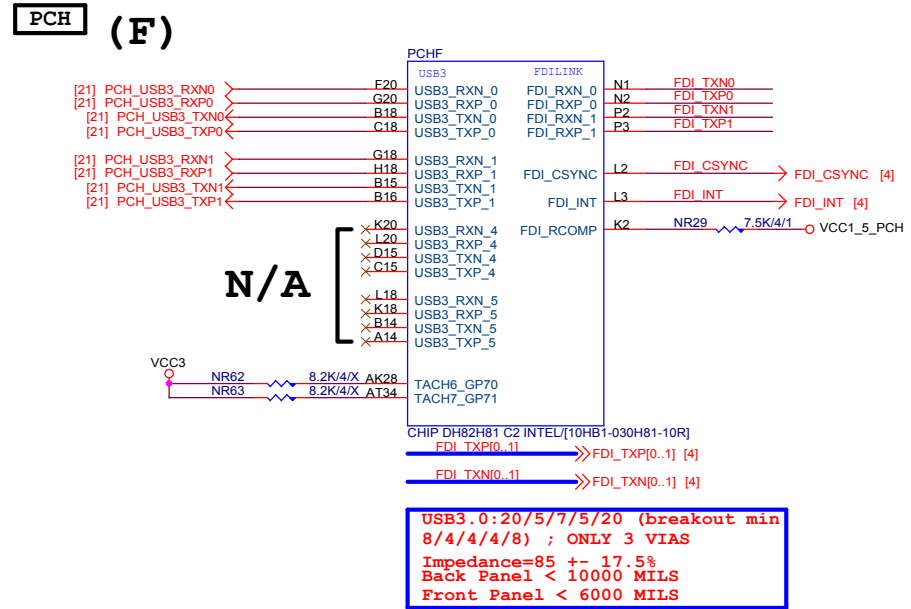 PCH (F)
PCHF
USB3 FDILINK
[21] PCH_USB3_RXN0 F20 USB3_RXN_0 FDI_RXN_0 N1 FDI_TXN0
[21] PCH_USB3_RXP0 G20 USB3_RXP_0 FDI_RXP_0 N2 FDI_TXP0
[21] PCH_USB3_TXN0 B18 USB3_TXN_0 FDI_RXN_1 P2 FDI_TXN1
[21] PCH_USB3_TXP0 C18 USB3_TXP_0 FDI_RXP_1 P3 FDI_TXP1
[21] PCH_USB3_RXN1 G18 USB3_RXN_1
[21] PCH_USB3_RXP1 H18 USB3_RXP_1 FDI_CSYNC L2 FDI_CSYNC FDI_CSYNC [4]
[21] PCH_USB3_TXN1 B15 USB3_TXN_1
[21] PCH_USB3_TXP1 B16 USB3_TXP_1 FDI_INT L3 FDI_INT FDI_INT [4]
K20 USB3_RXN_4 FDI_RCOMP K2 NR29 7.5K/4/1 VCC1_5_PCH
L20 USB3_RXP_4
D15 USB3_TXN_4
C15 USB3_TXP_4
N/A
L18 USB3_RXN_5
K18 USB3_RXP_5
B14 USB3_TXN_5
A14 USB3_TXP_5
VCC3
NR62 8.2K/4/X AK28 TACH6_GP70
NR63 8.2K/4/X AT34 TACH7_GP71
CHIP DH82H81 C2 INTEL/[10HB1-030H81-10R]
FDI_TXP[0..1] FDI_TXP[0..1] [4]
FDI_TXN[0..1] FDI_TXN[0..1] [4]
USB3.0:20/5/7/5/20 (breakout min
8/4/4/4/8) ; ONLY 3 VIAS
Impedance=85 +- 17.5%
Back Panel < 10000 MILS
Front Panel < 6000 MILS